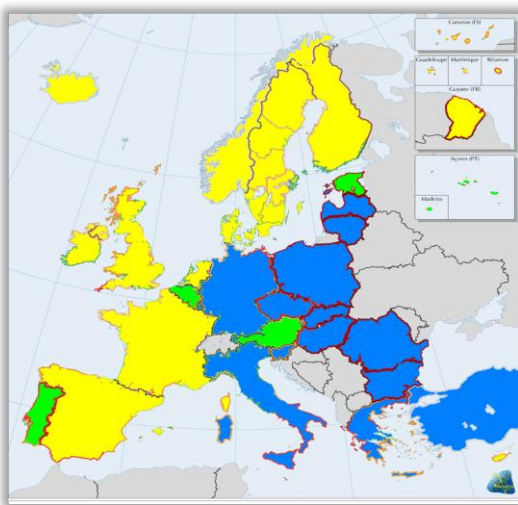 Canarias (ES)
Guadeloupe
Martinique
Réunion
Guyane (FR)
Açores (PT)
Madeira